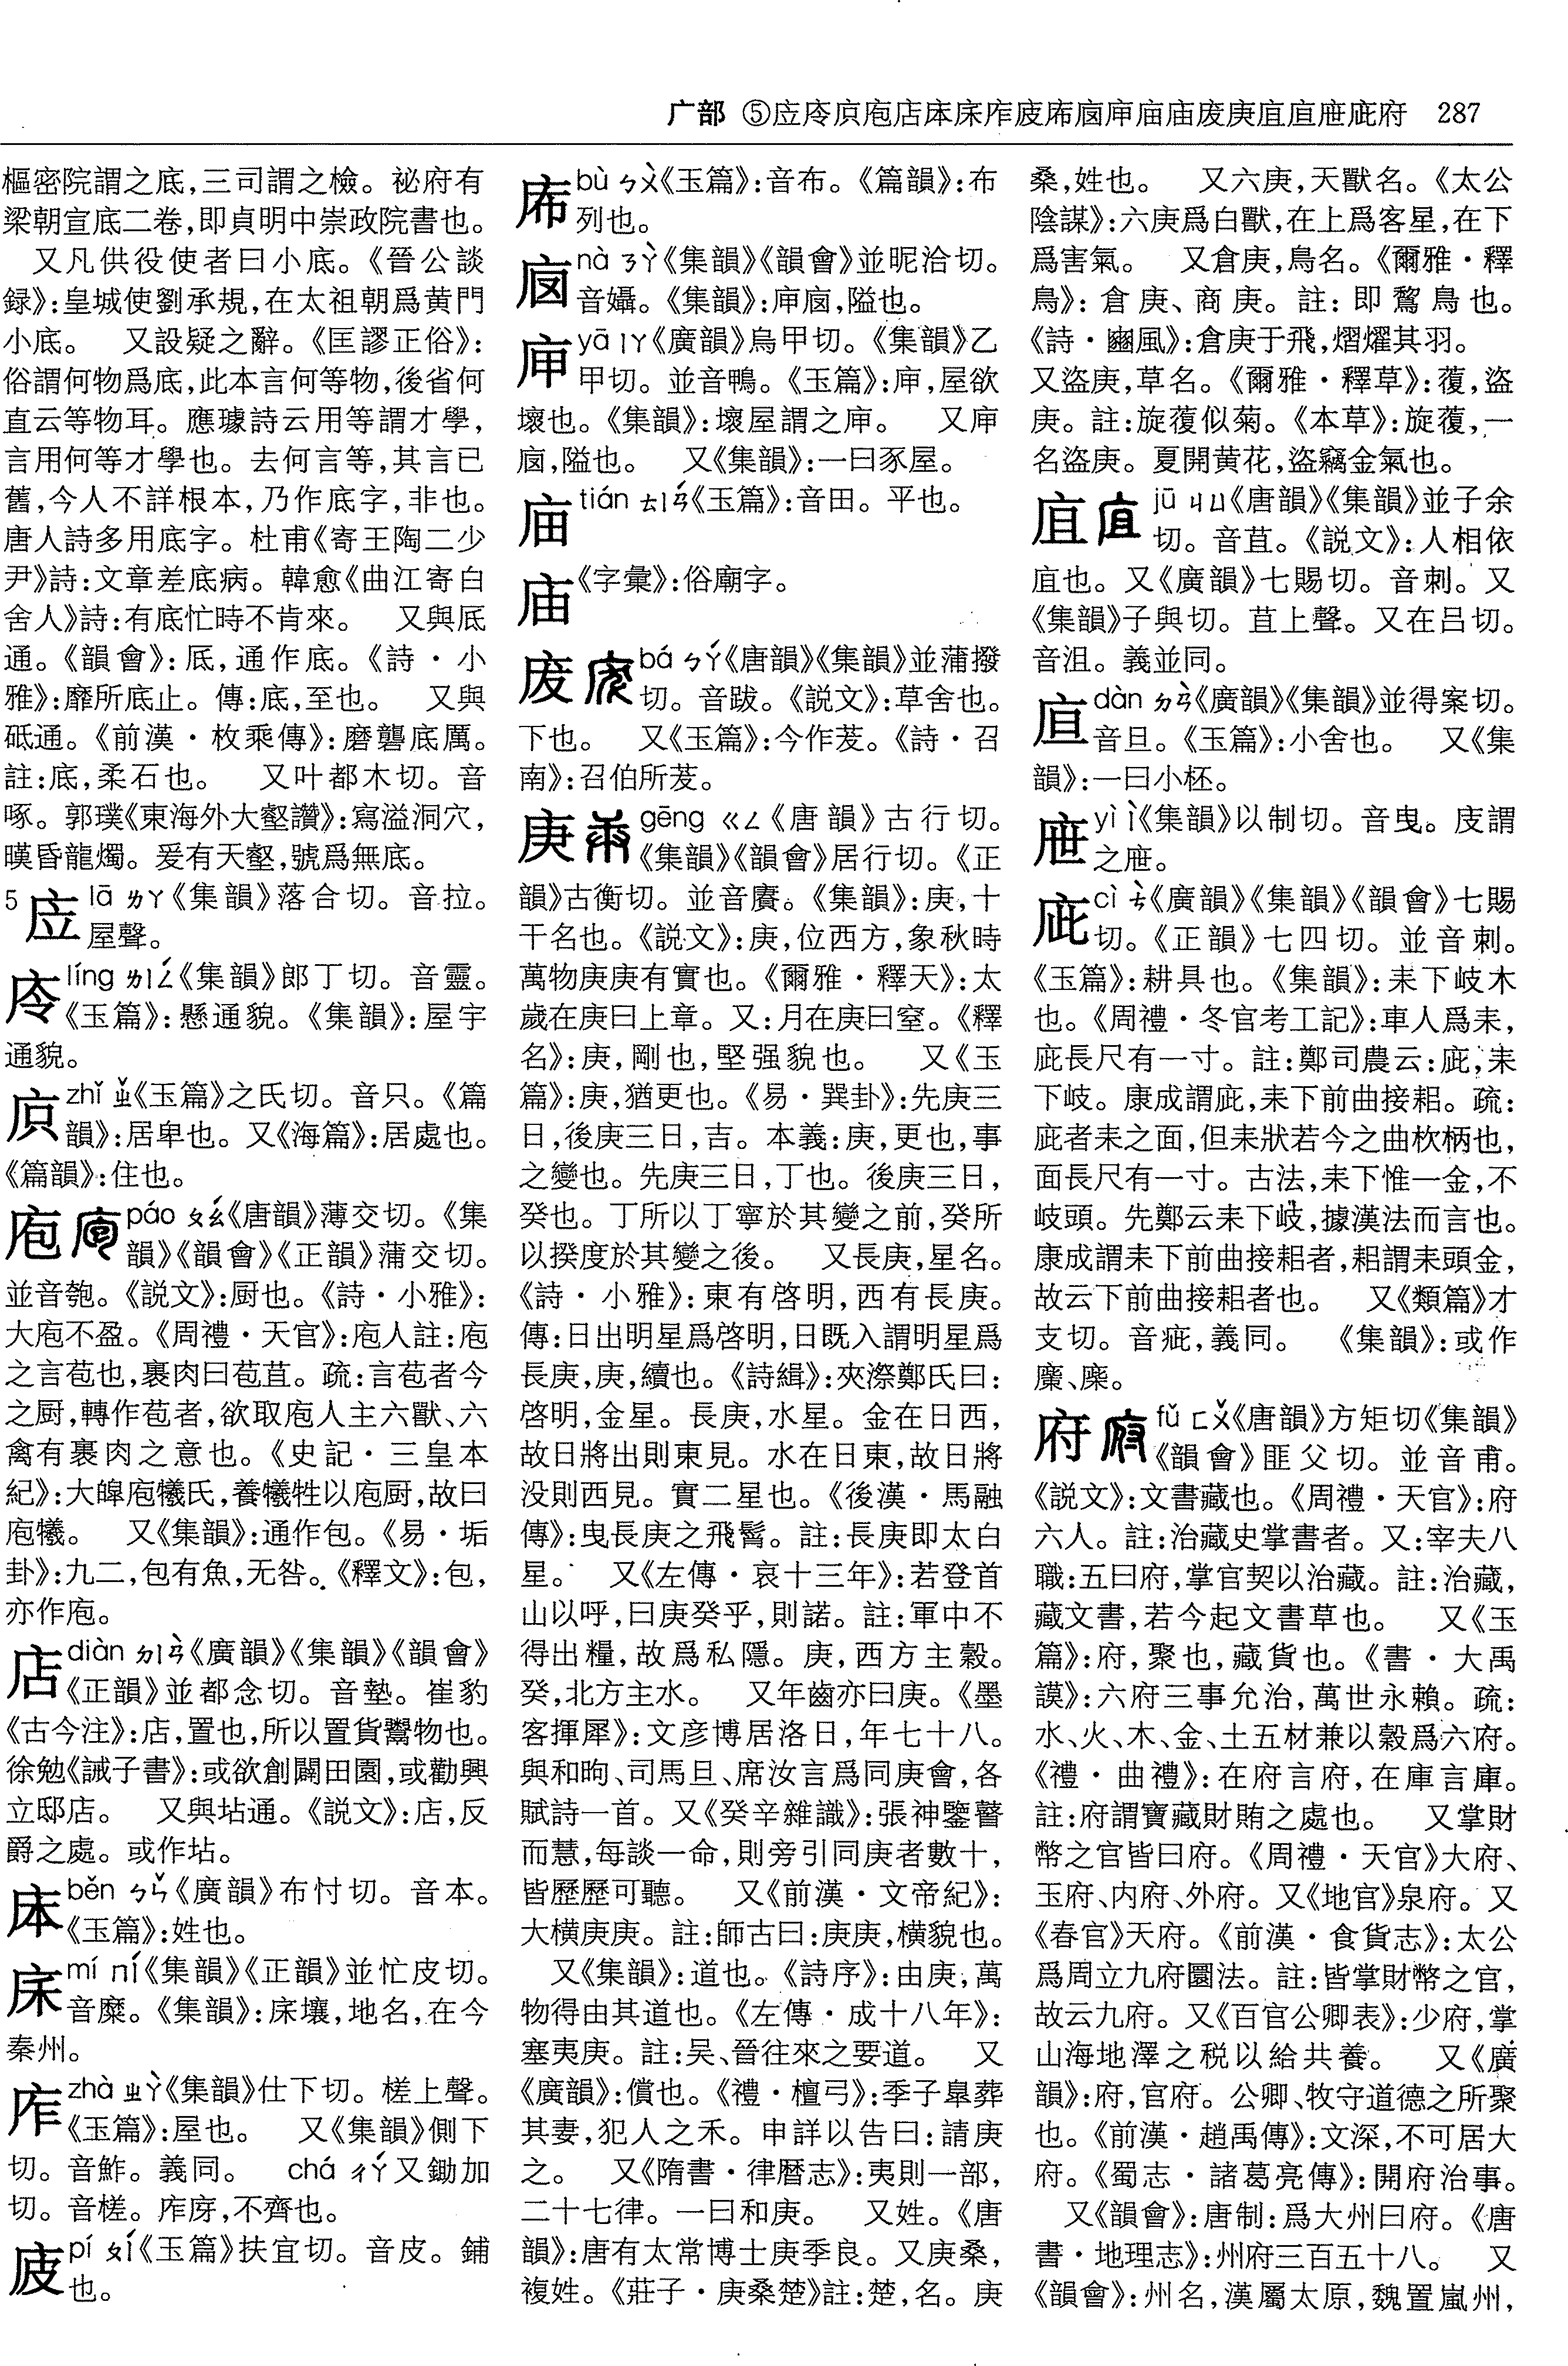 广部 ⑤㡴㡵㡶庖店㡷床㡸㡹㡺㡻庘㡼庙废庚㡽㡾㡿庛府 287
樞密院謂之底,三司謂之檢。祕府有
梁朝宣底二卷,即貞明中崇政院書也。
又凡供役使者曰小底。《晉公談
録》:皇城使劉承規,在太祖朝爲黄門
小底。 又設疑之辭。《匡謬正俗》:
俗謂何物爲底,此本言何等物,後省何
直云等物耳。應璩詩云用等謂才學,
言用何等才學也。去何言等,其言已
舊,今人不詳根本,乃作底字,非也。
唐人詩多用底字。杜甫《寄王陶二少
尹》詩:文章差底病。韓愈《曲江寄白
舍人》詩:有底忙時不肯來。 又與厎
通。《韻會》:厎,通作底。《詩·小
雅》:靡所底止。傳:底,至也。 又與
砥通。《前漢·枚乘傳》:磨礱底厲。
註:底,柔石也。 又叶都木切。音
啄。郭璞《東海外大壑讚》:寫溢洞穴,
暵昏龍燭。爰有天壑,號爲無底。
5 㡴 lā ㄌㄚ《集韻》落合切。音拉。
屋聲。
㡵 líng ㄌㄧㄥˊ《集韻》郎丁切。音靈。
《玉篇》:懸通貌。《集韻》:屋宇
通貌。
㡶 zhǐ ㄓˇ《玉篇》之氏切。音只。《篇
韻》:居卑也。又《海篇》:居處也。
《篇韻》:住也。
庖 páo ㄆㄠˊ《唐韻》薄交切。《集
韻》《韻會》《正韻》蒲交切。
並音匏。《説文》:厨也。《詩·小雅》:
大庖不盈。《周禮·天官》:庖人註:庖
之言苞也,裹肉曰苞苴。疏:言苞者今
之厨,轉作苞者,欲取庖人主六獸、六
禽有裹肉之意也。《史記·三皇本
紀》:大皞庖犧氏,養犧牲以庖厨,故曰
庖犧。 又《集韻》:通作包。《易·垢
卦》:九二,包有魚,无咎。《釋文》:包,
亦作庖。
店 diàn ㄉㄧㄢˋ《廣韻》《集韻》《韻會》
《正韻》並都念切。音墊。崔豹
《古今注》:店,置也,所以置貨鬻物也。
徐勉《誡子書》:或欲創闢田園,或勸興
立邸店。 又與坫通。《説文》:店,反
爵之處。或作坫。
㡷 běn ㄅㄣˇ《廣韻》布忖切。音本。
《玉篇》:姓也。
床 mí ㄇㄧˊ《集韻》《正韻》並忙皮切。
音糜。《集韻》:床壤,地名,在今
秦州。
㡸 zhà ㄓㄚˋ《集韻》仕下切。槎上聲。
《玉篇》:屋也。 又《集韻》側下
切。音鮓。義同。 chá ㄔㄚˊ又鋤加
切。音槎。㡸庌,不齊也。
㡹 pí ㄆㄧˊ《玉篇》扶宜切。音皮。鋪
也。
㡺 bù ㄅㄨˋ《玉篇》:音布。《篇韻》:布
列也。
㡻 nà ㄋㄚˋ《集韻》《韻會》並昵洽切。
音囁。《集韻》:庘㡻,隘也。
庘 yā ㄧㄚ《廣韻》烏甲切。《集韻》乙
甲切。並音鴨。《玉篇》:庘,屋欲
壞也。《集韻》:壞屋謂之庘。 又庘
㡻,隘也。 又《集韻》:一曰豕屋。
㡼 tián ㄊㄧㄢˊ《玉篇》:音田。平也。
庙 《字彙》:俗廟字。
废 bá ㄅㄚˊ《唐韻》《集韻》並蒲撥
切。音跋。《説文》:草舍也。
下也。 又《玉篇》:今作茇。《詩·召
南》:召伯所茇。
庚 gēng ㄍㄥ《唐韻》古行切。
《集韻》《韻會》居行切。《正
韻》古衡切。並音賡。《集韻》:庚,十
干名也。《説文》:庚,位西方,象秋時
萬物庚庚有實也。《爾雅·釋天》:太
歲在庚曰上章。又:月在庚曰窒。《釋
名》:庚,剛也,堅强貌也。 又《玉
篇》:庚,猶更也。《易·巽卦》:先庚三
日,後庚三日,吉。本義:庚,更也,事
之變也。先庚三日,丁也。後庚三日,
癸也。丁所以丁寧於其變之前,癸所
以揆度於其變之後。 又長庚,星名。
《詩·小雅》:東有啓明,西有長庚。
傳:日出明星爲啓明,日既入謂明星爲
長庚,庚,續也。《詩緝》:夾漈鄭氏曰:
啓明,金星。長庚,水星。金在日西,
故日將出則東見。水在日東,故日將
没則西見。實二星也。《後漢·馬融
傳》:曳長庚之飛髾。註:長庚即太白
星。 又《左傳·哀十三年》:若登首
山以呼,曰庚癸乎,則諾。註:軍中不
得出糧,故爲私隱。庚,西方主穀。
癸,北方主水。 又年齒亦曰庚。《墨
客揮犀》:文彦博居洛日,年七十八。
與和昫、司馬旦、席汝言爲同庚會,各
賦詩一首。又《癸辛雜識》:張神鑒瞽
而慧,每談一命,則旁引同庚者數十,
皆歷歷可聽。 又《前漢·文帝紀》:
大横庚庚。註:師古曰:庚庚,横貌也。
又《集韻》:道也。《詩序》:由庚,萬
物得由其道也。《左傳·成十八年》:
塞夷庚。註:吴、晉往來之要道。 又
《廣韻》:償也。《禮·檀弓》:季子臯葬
其妻,犯人之禾。申詳以告曰:請庚
之。 又《隋書·律曆志》:夷則一部,
二十七律。一曰和庚。 又姓。《唐
韻》:唐有太常博士庚季良。又庚桑,
複姓。《莊子·庚桑楚》註:楚,名。庚
桑,姓也。 又六庚,天獸名。《太公
陰謀》:六庚爲白獸,在上爲客星,在下
爲害氣。 又倉庚,鳥名。《爾雅·釋
鳥》:倉庚、商庚。註:即鵹鳥也。
《詩·豳風》:倉庚于飛,熠燿其羽。
又盜庚,草名。《爾雅·釋草》:蕧,盜
庚。註:旋蕧似菊。《本草》:旋蕧,一
名盜庚。夏開黄花,盜竊金氣也。
㡽 jū ㄐㄩ《唐韻》《集韻》並子余
切。音苴。《説文》:人相依
㡽也。又《廣韻》七賜切。音刺。又
《集韻》子與切。苴上聲。又在吕切。
音沮。義並同。
㡾 dàn ㄉㄢˋ《廣韻》《集韻》並得案切。
音旦。《玉篇》:小舍也。 又《集
韻》:一曰小柸。
㡿 yì ㄧˋ《集韻》以制切。音曳。庋謂
之㡿。
庛 cì ㄘˋ《廣韻》《集韻》《韻會》七賜
切。《正韻》七四切。並音刺。
《玉篇》:耕具也。《集韻》:耒下岐木
也。《周禮·冬官考工記》:車人爲耒,
庛長尺有一寸。註:鄭司農云:庛,耒
下岐。康成謂庛,耒下前曲接耜。疏:
庛者耒之面,但耒狀若今之曲杴柄也,
面長尺有一寸。古法,耒下惟一金,不
岐頭。先鄭云耒下岐,據漢法而言也。
康成謂耒下前曲接耜者,耜謂耒頭金,
故云下前曲接耜者也。 又《類篇》才
支切。音疵,義同。 《集韻》:或作
、。
府 fǔ ㄈㄨˇ《唐韻》方矩切《集韻》
《韻會》匪父切。並音甫。
《説文》:文書藏也。《周禮·天官》:府
六人。註:治藏史掌書者。又:宰夫八
職:五曰府,掌官契以治藏。註:治藏,
藏文書,若今起文書草也。 又《玉
篇》:府,聚也,藏貨也。《書·大禹
謨》:六府三事允治,萬世永賴。疏:
水、火、木、金、土五材兼以穀爲六府。
《禮·曲禮》:在府言府,在庫言庫。
註:府謂寶藏財賄之處也。 又掌財
幣之官皆曰府。《周禮·天官》大府、
玉府、内府、外府。又《地官》泉府。又
《春官》天府。《前漢·食貨志》:太公
爲周立九府圜法。註:皆掌財幣之官,
故云九府。又《百官公卿表》:少府,掌
山海地澤之税以給共養。 又《廣
韻》:府,官府。公卿、牧守道德之所聚
也。《前漢·趙禹傳》:文深,不可居大
府。《蜀志·諸葛亮傳》:開府治事。
又《韻會》:唐制:爲大州曰府。《唐
書·地理志》:州府三百五十八。 又
《韻會》:州名,漢屬太原,魏置嵐州,